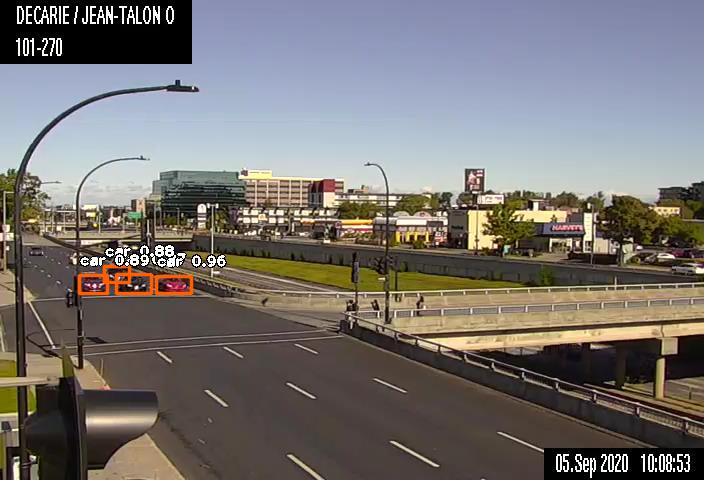 DECARIE / JEAN-TALON O
101-270
car 0.88
car 0.89
car 0.96
HARVEY'S
05.Sep 2020 10:08:53